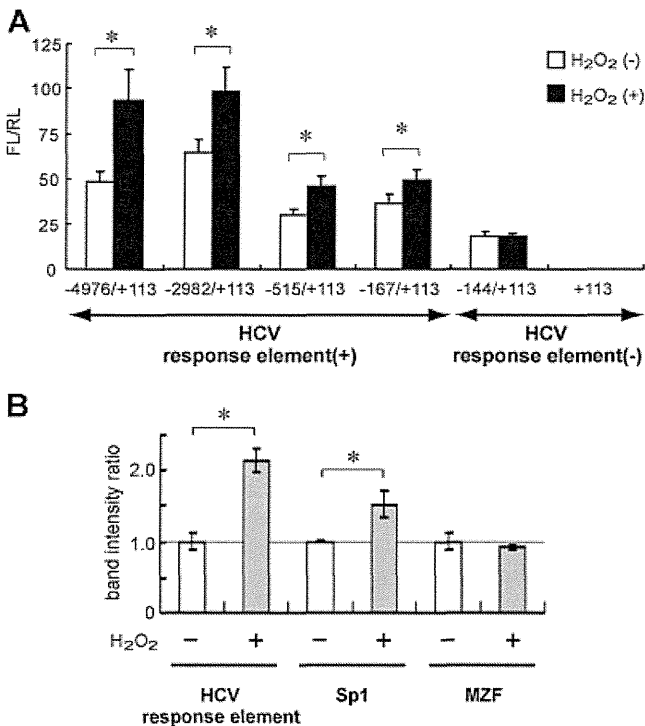 A
125
100
75
50
25
0
FL/RL
* * * *
H₂O₂ (-)
H₂O₂ (+)
-4976/+113 -2982/+113 -515/+113 -167/+113 -144/+113 +113
HCV
response element(+)
HCV
response element(-)
B
2.0
1.0
0
band intensity ratio
* *
H₂O₂ − + − + − +
HCV
response element
Sp1
MZF